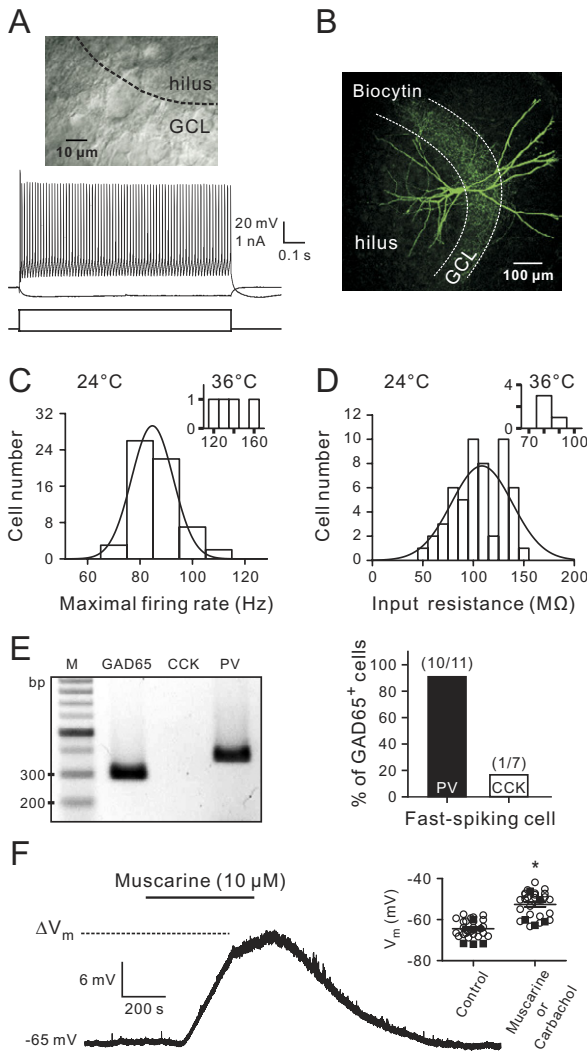 A
hilus
GCL
10 µm
20 mV
1 nA
0.1 s
B
Biocytin
hilus
GCL
100 µm
C
24°C
36°C
Cell number
32
24
16
8
0
1
0
120
160
60
80
100
120
Maximal firing rate (Hz)
D
24°C
36°C
Cell number
12
10
8
6
4
2
0
4
2
0
70
100
0
50
100
150
200
Input resistance (MΩ)
E
M
GAD65
CCK
PV
bp
300
200
% of GAD65+ cells
100
80
60
40
20
0
(10/11)
(1/7)
PV
CCK
Fast-spiking cell
F
Muscarine (10 µM)
ΔVm
6 mV
200 s
-65 mV
Vm (mV)
-40
-60
-80
*
Control
Muscarine
or
Carbachol